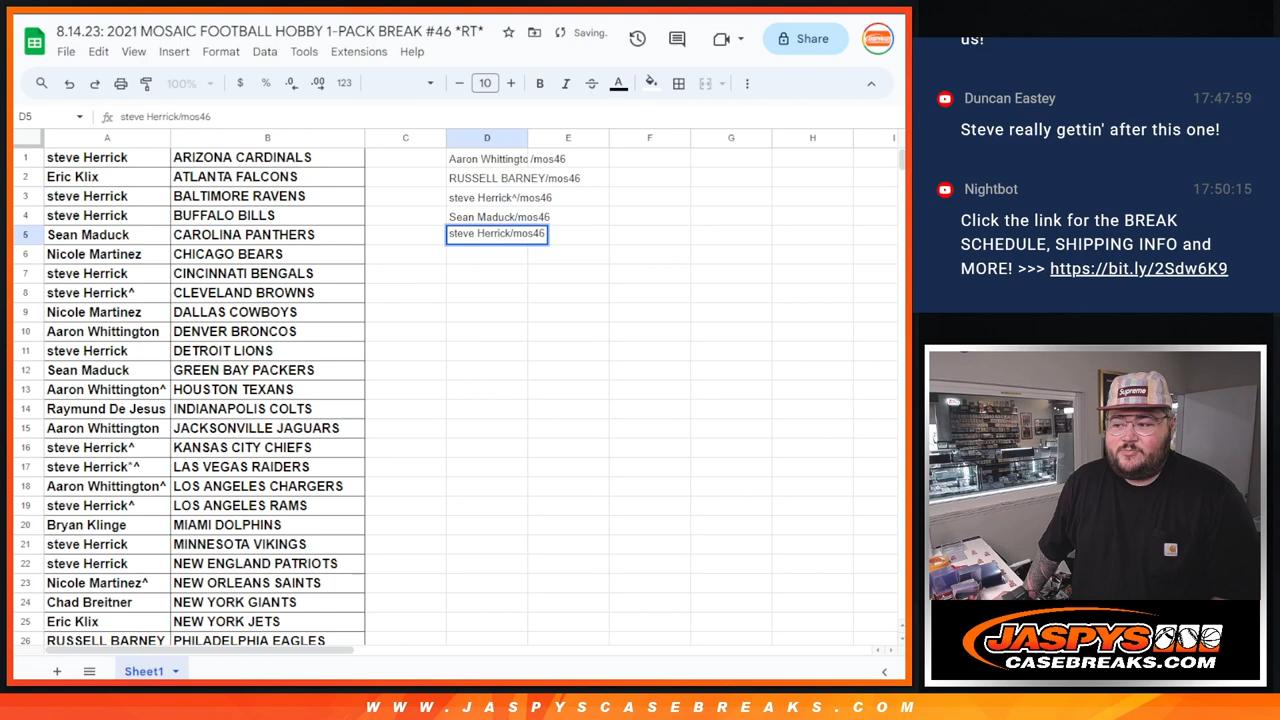 8.14.23: 2021 MOSAIC FOOTBALL HOBBY 1-PACK BREAK #46 *RT*
Saving.
File Edit View Insert Format Data Tools Extensions Help
Share
100% $ % .0 .00 123 10 B I A
D5 fx steve Herrick/mos46
A B C D E F G H I
1 steve Herrick ARIZONA CARDINALS Aaron Whittingto /mos46
2 Eric Klix ATLANTA FALCONS RUSSELL BARNEY/mos46
3 steve Herrick BALTIMORE RAVENS steve Herrick^/mos46
4 steve Herrick BUFFALO BILLS Sean Maduck/mos46
5 Sean Maduck CAROLINA PANTHERS steve Herrick/mos46
6 Nicole Martinez CHICAGO BEARS
7 steve Herrick CINCINNATI BENGALS
8 steve Herrick^ CLEVELAND BROWNS
9 Nicole Martinez DALLAS COWBOYS
10 Aaron Whittington DENVER BRONCOS
11 steve Herrick DETROIT LIONS
12 Sean Maduck GREEN BAY PACKERS
13 Aaron Whittington^ HOUSTON TEXANS
14 Raymund De Jesus INDIANAPOLIS COLTS
15 Aaron Whittington JACKSONVILLE JAGUARS
16 steve Herrick^ KANSAS CITY CHIEFS
17 steve Herrick*^ LAS VEGAS RAIDERS
18 Aaron Whittington^ LOS ANGELES CHARGERS
19 steve Herrick^ LOS ANGELES RAMS
20 Bryan Klinge MIAMI DOLPHINS
21 steve Herrick MINNESOTA VIKINGS
22 steve Herrick NEW ENGLAND PATRIOTS
23 Nicole Martinez^ NEW ORLEANS SAINTS
24 Chad Breitner NEW YORK GIANTS
25 Eric Klix NEW YORK JETS
26 RUSSELL BARNEY PHILADELPHIA EAGLES
Sheet1
us!
Duncan Eastey 17:47:59
Steve really gettin' after this one!
Nightbot 17:50:15
Click the link for the BREAK
SCHEDULE, SHIPPING INFO and
MORE! >>> https://bit.ly/2Sdw6K9
Supreme
JASPYS
CASEBREAKS.COM
WWW.JASPYSCASEBREAKS.COM